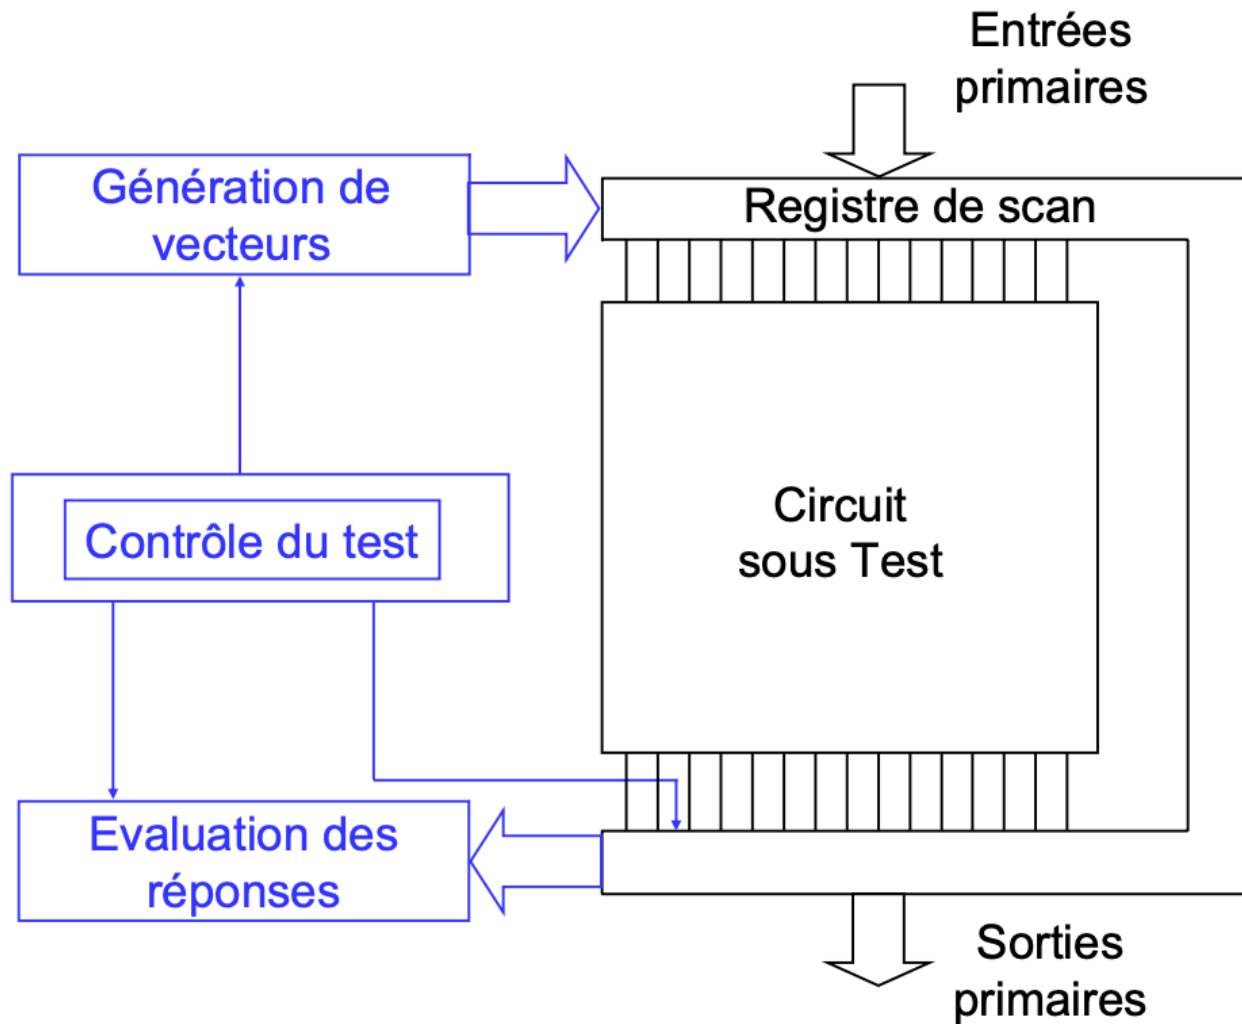 Entrées
primaires
Génération de
vecteurs
Registre de scan
Contrôle du test
Circuit
sous Test
Evaluation des
réponses
Sorties
primaires